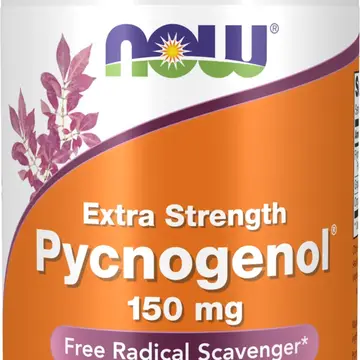 NOW®
Extra Strength
Pycnogenol®
150 mg
Free Radical Scavenger*